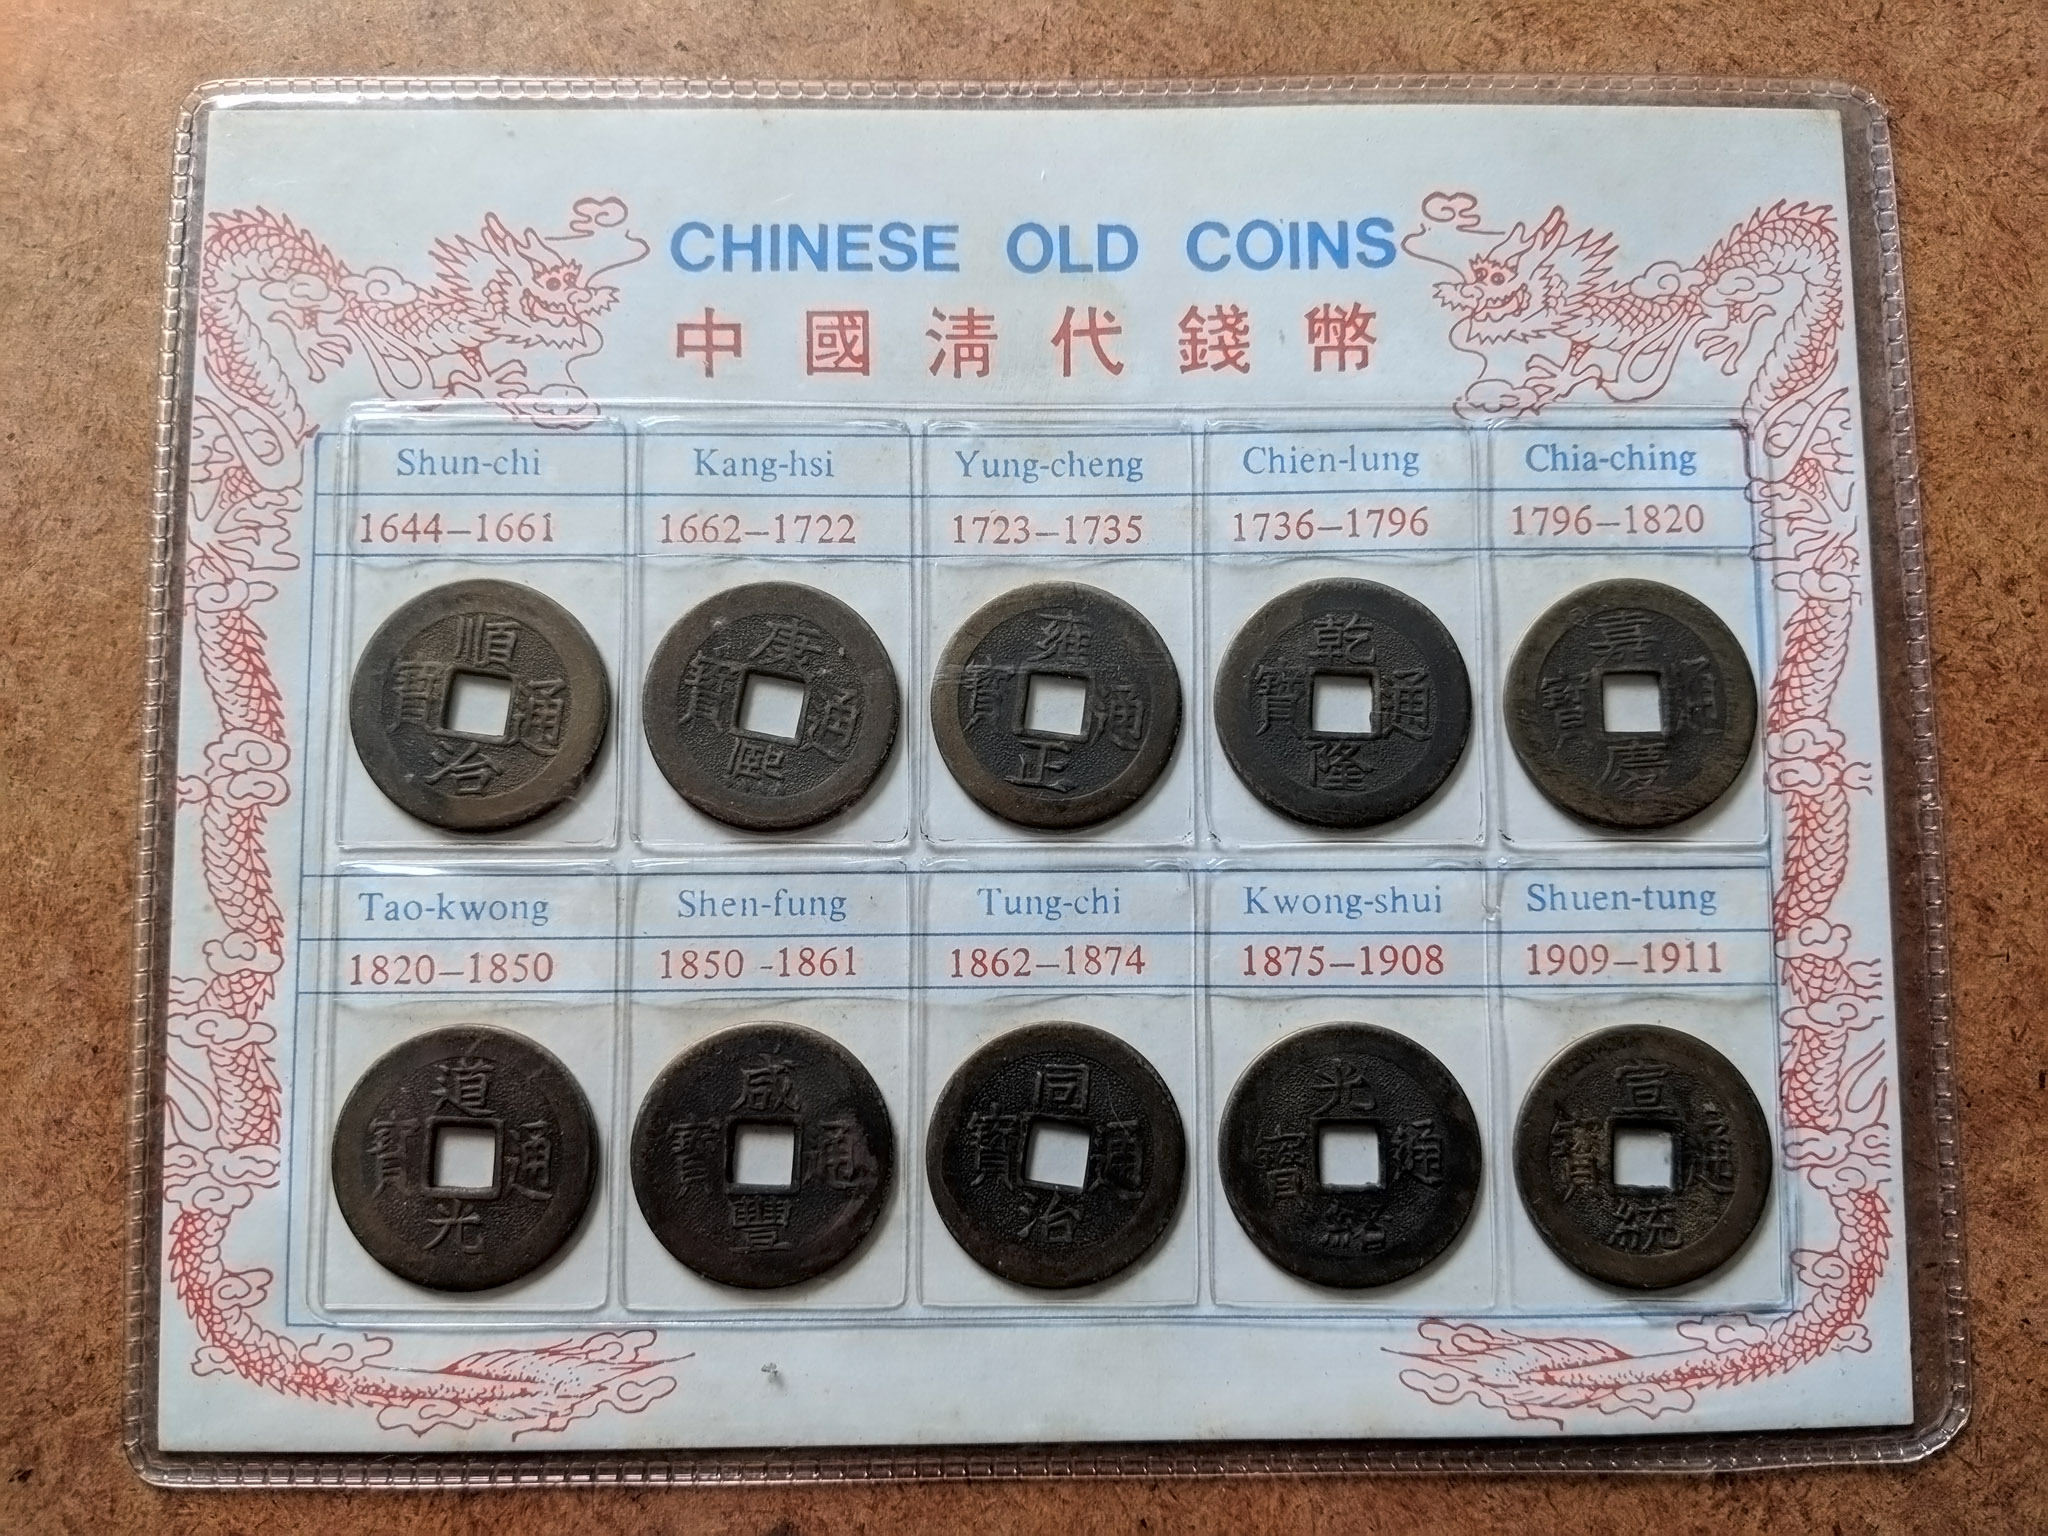 CHINESE OLD COINS
中國清代錢幣
Shun-chi Kang-hsi Yung-cheng Chien-lung Chia-ching
1644–1661 1662–1722 1723–1735 1736–1796 1796–1820
順治通寶
康熙通寶
雍正通寶
乾隆通寶
嘉慶通寶
Tao-kwong Shen-fung Tung-chi Kwong-shui Shuen-tung
1820–1850 1850 -1861 1862–1874 1875–1908 1909–1911
道光通寶
咸豐通寶
同治通寶
光緒通寶
宣統通寶